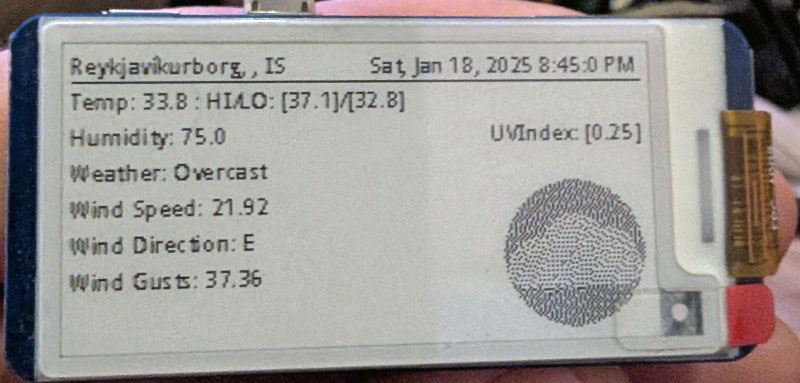 Reykjavíkurborg, , IS Sat, Jan 18, 2025 8:45:0 PM
Temp: 33.8 : HI/LO: [37.1]/[32.8]
Humidity: 75.0 UVIndex: [0.25]
Weather: Overcast
Wind Speed: 21.92
Wind Direction: E
Wind Gusts: 37.36